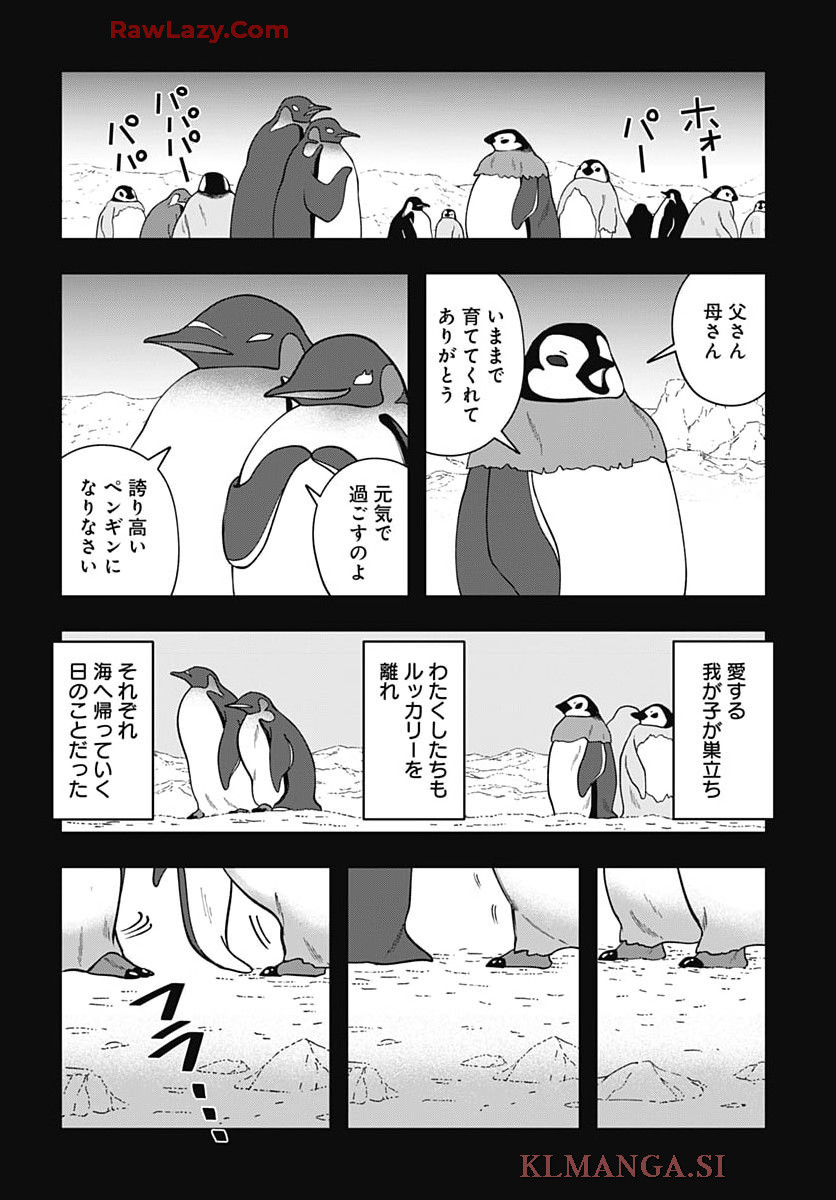 RawLazy.Com
ホォー
パー
パパパー
パパ
父さん
母さん
いままで
育ててくれて
ありがとう
元気で
過ごすのよ
誇り高い
ペンギンに
なりなさい
愛する
我が子が巣立ち
わたくしたちも
ルッカリーを
離れ
それぞれ
海へ帰っていく
日のことだった
KLMANGA.SI